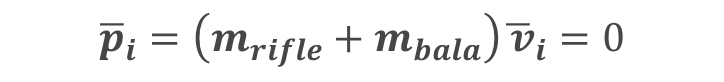 p̅ᵢ = (m_rifle + m_bala) v̅ᵢ = 0